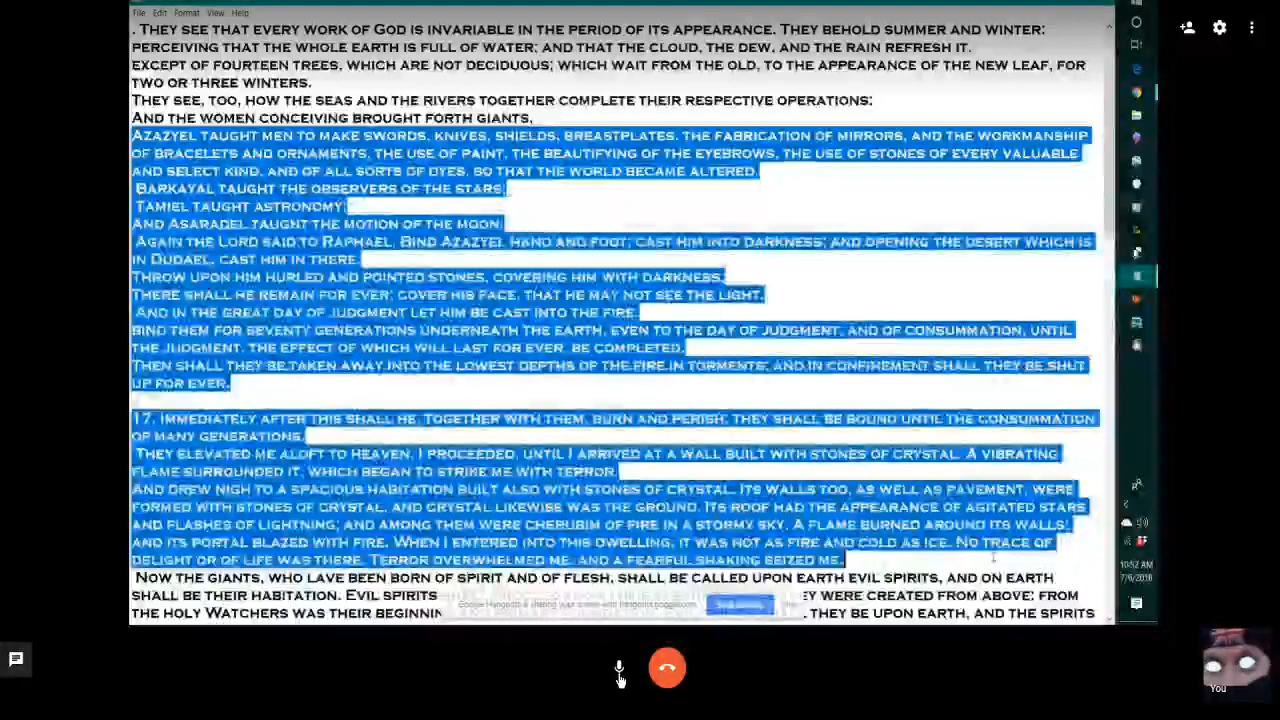 File Edit Format View Help
. THEY SEE THAT EVERY WORK OF GOD IS INVARIABLE IN THE PERIOD OF ITS APPEARANCE. THEY BEHOLD SUMMER AND WINTER:
PERCEIVING THAT THE WHOLE EARTH IS FULL OF WATER; AND THAT THE CLOUD, THE DEW, AND THE RAIN REFRESH IT.
EXCEPT OF FOURTEEN TREES, WHICH ARE NOT DECIDUOUS; WHICH WAIT FROM THE OLD, TO THE APPEARANCE OF THE NEW LEAF, FOR
TWO OR THREE WINTERS.
THEY SEE, TOO, HOW THE SEAS AND THE RIVERS TOGETHER COMPLETE THEIR RESPECTIVE OPERATIONS:
AND THE WOMEN CONCEIVING BROUGHT FORTH GIANTS,
AZAZYEL TAUGHT MEN TO MAKE SWORDS, KNIVES, SHIELDS, BREASTPLATES, THE FABRICATION OF MIRRORS, AND THE WORKMANSHIP
OF BRACELETS AND ORNAMENTS, THE USE OF PAINT, THE BEAUTIFYING OF THE EYEBROWS, THE USE OF STONES OF EVERY VALUABLE
AND SELECT KIND, AND OF ALL SORTS OF DYES, SO THAT THE WORLD BECAME ALTERED.
BARKAYAL TAUGHT THE OBSERVERS OF THE STARS
TAMIEL TAUGHT ASTRONOMY
AND ASARADEL TAUGHT THE MOTION OF THE MOON
AGAIN THE LORD SAID TO RAPHAEL, BIND AZAZYEL HAND AND FOOT; CAST HIM INTO DARKNESS; AND OPENING THE DESERT WHICH IS
IN DUDAEL, CAST HIM IN THERE.
THROW UPON HIM HURLED AND POINTED STONES, COVERING HIM WITH DARKNESS
THERE SHALL HE REMAIN FOR EVER; COVER HIS FACE, THAT HE MAY NOT SEE THE LIGHT.
AND IN THE GREAT DAY OF JUDGMENT LET HIM BE CAST INTO THE FIRE.
BIND THEM FOR SEVENTY GENERATIONS UNDERNEATH THE EARTH, EVEN TO THE DAY OF JUDGMENT, AND OF CONSUMMATION, UNTIL
THE JUDGMENT, THE EFFECT OF WHICH WILL LAST FOR EVER, BE COMPLETED.
THEN SHALL THEY BE TAKEN AWAY INTO THE LOWEST DEPTHS OF THE FIRE IN TORMENTS; AND IN CONFINEMENT SHALL THEY BE SHUT
UP FOR EVER.
17. IMMEDIATELY AFTER THIS SHALL HE, TOGETHER WITH THEM, BURN AND PERISH; THEY SHALL BE BOUND UNTIL THE CONSUMMATION
OF MANY GENERATIONS.
THEY ELEVATED ME ALOFT TO HEAVEN. I PROCEEDED, UNTIL I ARRIVED AT A WALL BUILT WITH STONES OF CRYSTAL. A VIBRATING
FLAME SURROUNDED IT, WHICH BEGAN TO STRIKE ME WITH TERROR.
AND DREW NIGH TO A SPACIOUS HABITATION BUILT ALSO WITH STONES OF CRYSTAL. ITS WALLS TOO, AS WELL AS PAVEMENT, WERE
FORMED WITH STONES OF CRYSTAL, AND CRYSTAL LIKEWISE WAS THE GROUND. ITS ROOF HAD THE APPEARANCE OF AGITATED STARS
AND FLASHES OF LIGHTNING; AND AMONG THEM WERE CHERUBIM OF FIRE IN A STORMY SKY. A FLAME BURNED AROUND ITS WALLS;
AND ITS PORTAL BLAZED WITH FIRE. WHEN I ENTERED INTO THIS DWELLING, IT WAS HOT AS FIRE AND COLD AS ICE. NO TRACE OF
DELIGHT OR OF LIFE WAS THERE. TERROR OVERWHELMED ME, AND A FEARFUL SHAKING SEIZED ME.
NOW THE GIANTS, WHO LAVE BEEN BORN OF SPIRIT AND OF FLESH, SHALL BE CALLED UPON EARTH EVIL SPIRITS, AND ON EARTH
SHALL BE THEIR HABITATION. EVIL SPIRITS EY WERE CREATED FROM ABOVE; FROM
THE HOLY WATCHERS WAS THEIR BEGINNIN . THEY BE UPON EARTH, AND THE SPIRITS
Google Hangouts is sharing your screen with hangouts.google.com.
10:52 AM
7/6/2018
You